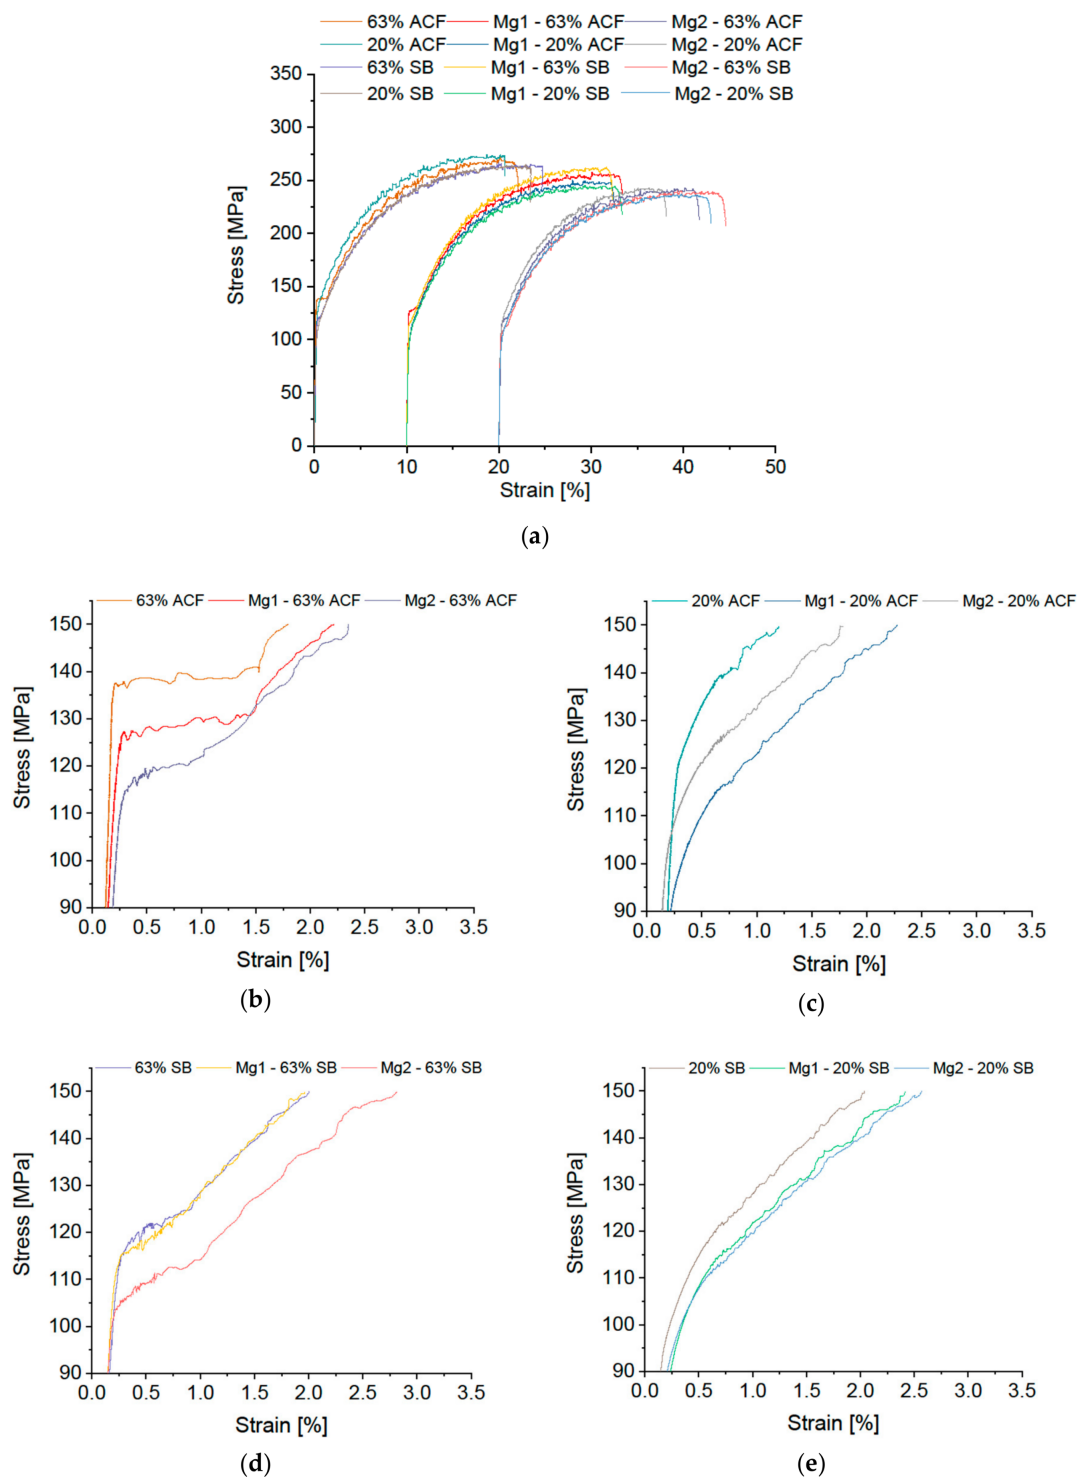 63% ACF Mg1 - 63% ACF Mg2 - 63% ACF
20% ACF Mg1 - 20% ACF Mg2 - 20% ACF
63% SB Mg1 - 63% SB Mg2 - 63% SB
20% SB Mg1 - 20% SB Mg2 - 20% SB
350
300
250
200
150
100
50
0
Stress [MPa]
0 10 20 30 40 50
Strain [%]
(a)
63% ACF Mg1 - 63% ACF Mg2 - 63% ACF
150
140
130
120
110
100
90
Stress [MPa]
0.0 0.5 1.0 1.5 2.0 2.5 3.0 3.5
Strain [%]
(b)
20% ACF Mg1 - 20% ACF Mg2 - 20% ACF
150
140
130
120
110
100
90
Stress [MPa]
0.0 0.5 1.0 1.5 2.0 2.5 3.0 3.5
Strain [%]
(c)
63% SB Mg1 - 63% SB Mg2 - 63% SB
150
140
130
120
110
100
90
Stress [MPa]
0.0 0.5 1.0 1.5 2.0 2.5 3.0 3.5
Strain [%]
(d)
20% SB Mg1 - 20% SB Mg2 - 20% SB
150
140
130
120
110
100
90
Stress [MPa]
0.0 0.5 1.0 1.5 2.0 2.5 3.0 3.5
Strain [%]
(e)